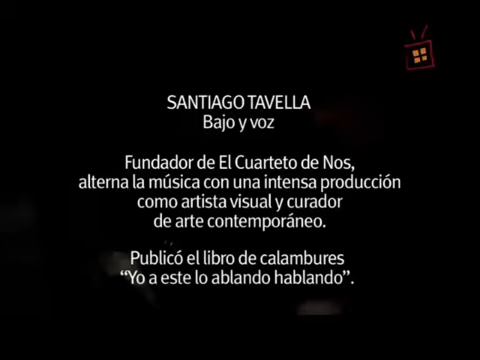 SANTIAGO TAVELLA
Bajo y voz
Fundador de El Cuarteto de Nos,
alterna la música con una intensa producción
como artista visual y curador
de arte contemporáneo.
Publicó el libro de calambures
“Yo a este lo ablando hablando”.